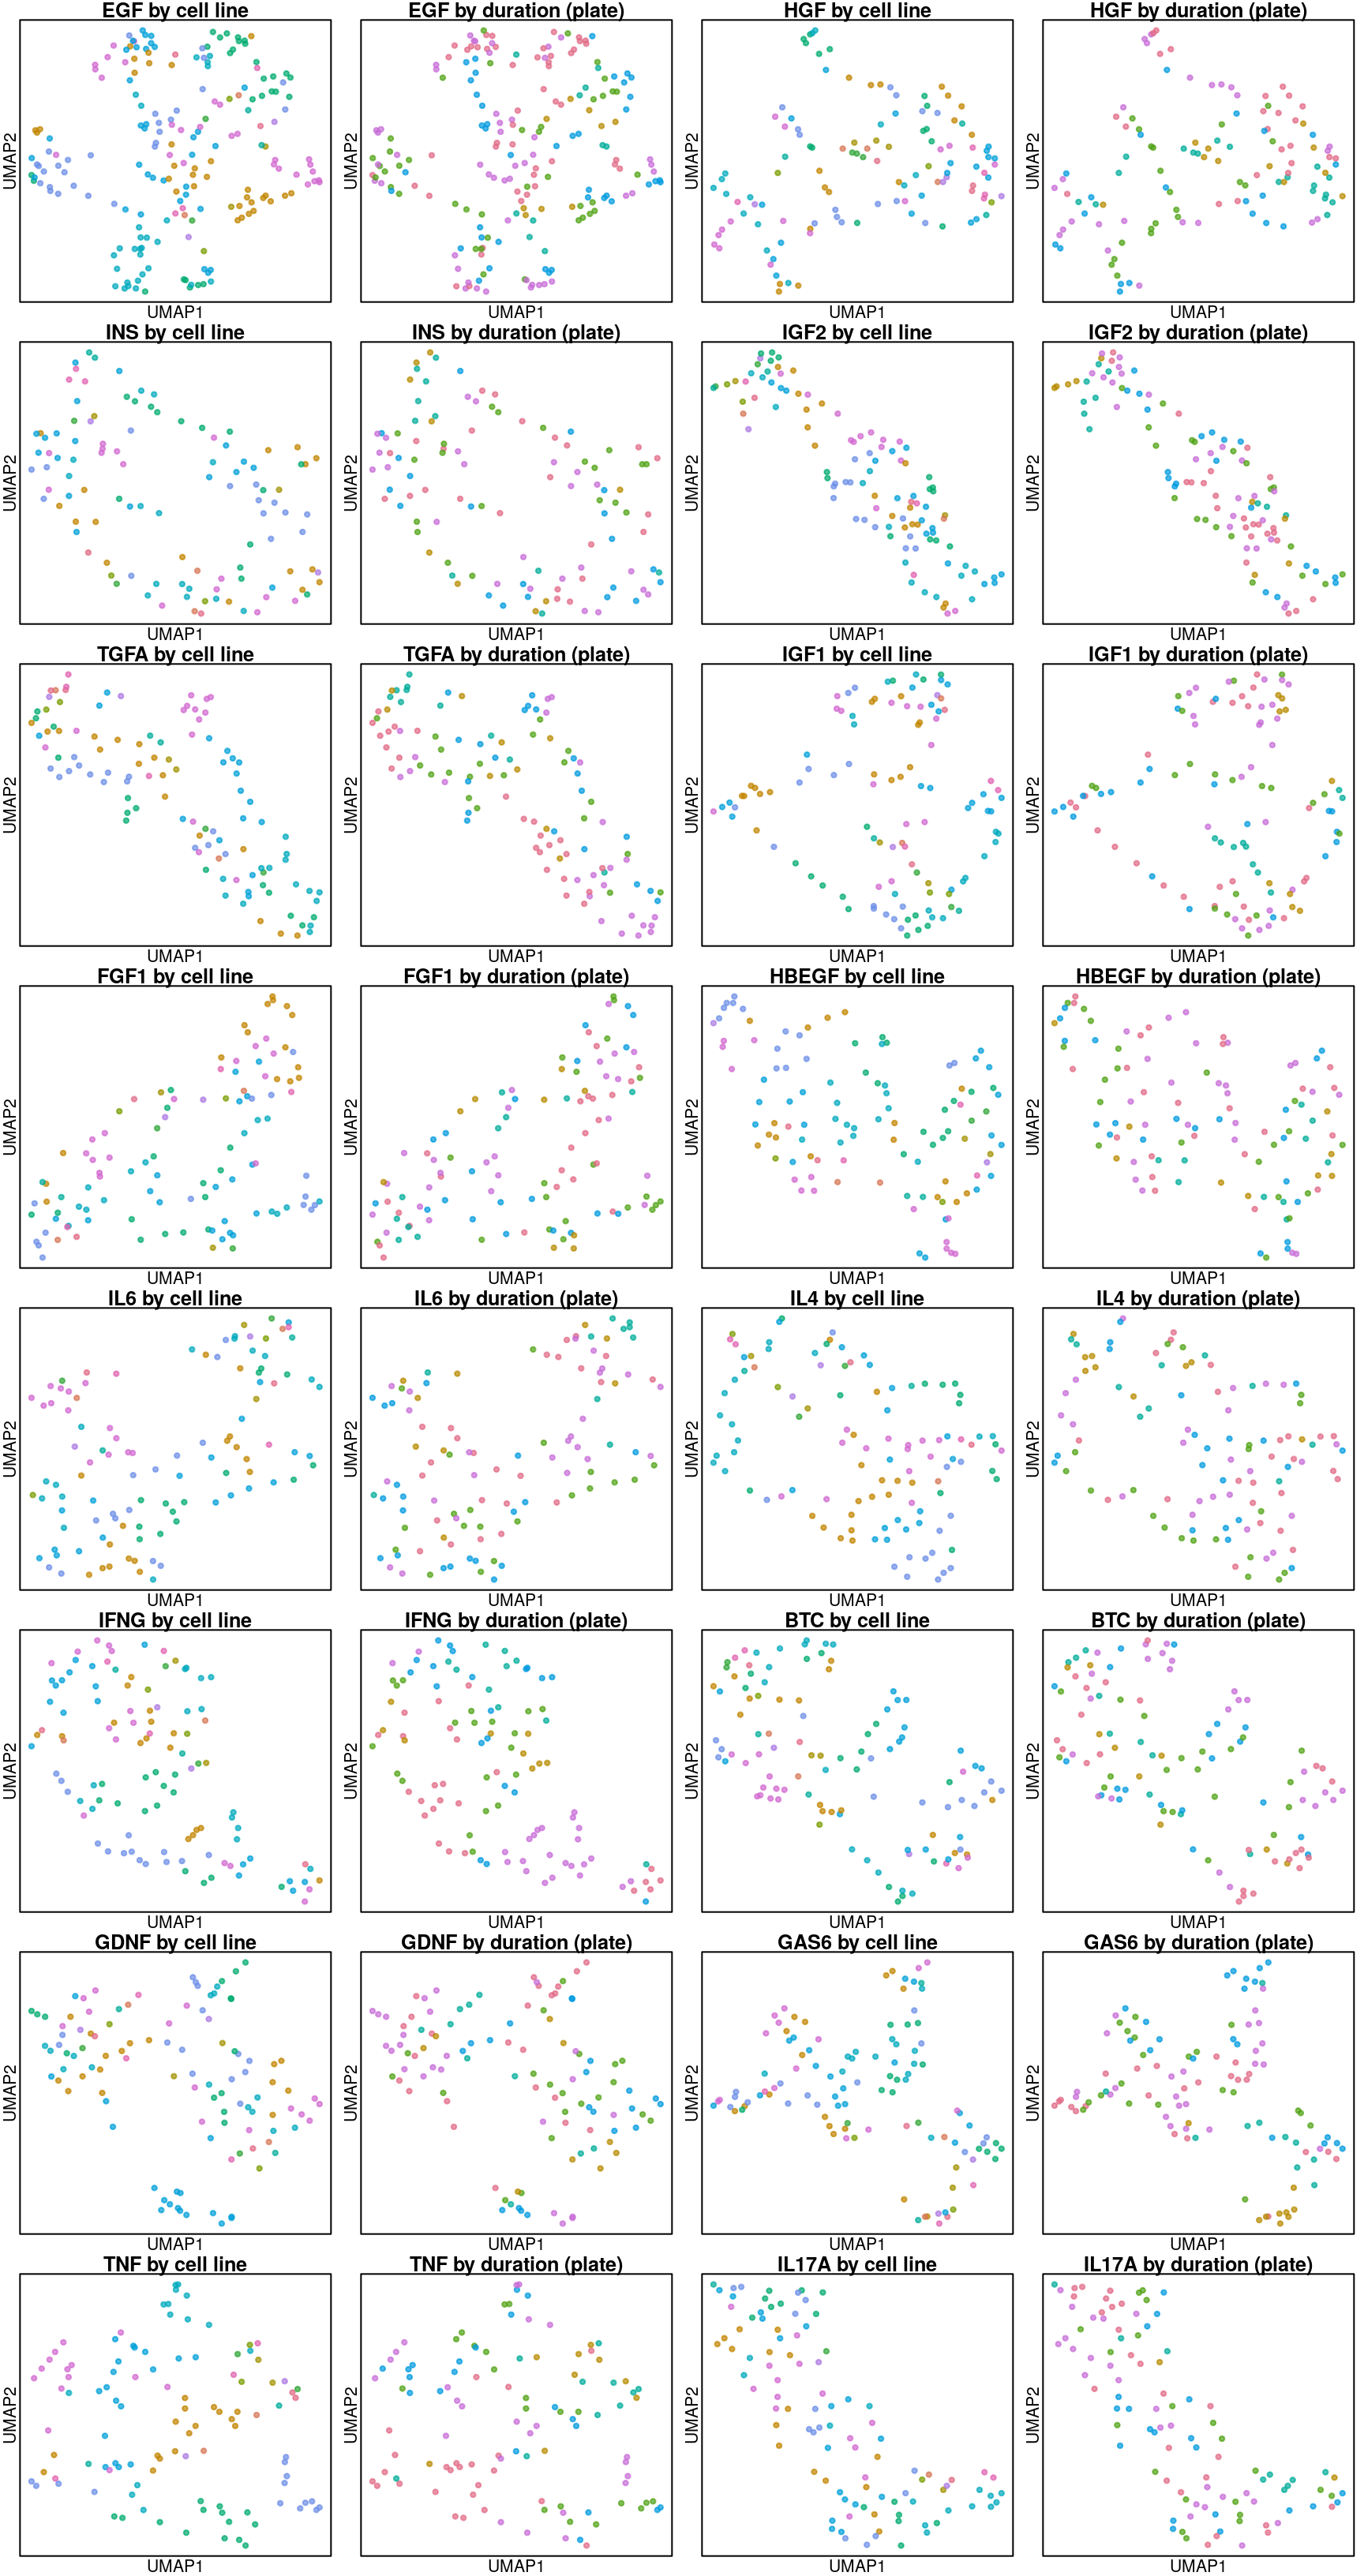 EGF by cell line
EGF by duration (plate)
HGF by cell line
HGF by duration (plate)
UMAP2
UMAP2
UMAP2
UMAP2
UMAP1
UMAP1
UMAP1
UMAP1
INS by cell line
INS by duration (plate)
IGF2 by cell line
IGF2 by duration (plate)
UMAP2
UMAP2
UMAP2
UMAP2
UMAP1
UMAP1
UMAP1
UMAP1
TGFA by cell line
TGFA by duration (plate)
IGF1 by cell line
IGF1 by duration (plate)
UMAP2
UMAP2
UMAP2
UMAP2
UMAP1
UMAP1
UMAP1
UMAP1
FGF1 by cell line
FGF1 by duration (plate)
HBEGF by cell line
HBEGF by duration (plate)
UMAP2
UMAP2
UMAP2
UMAP2
UMAP1
UMAP1
UMAP1
UMAP1
IL6 by cell line
IL6 by duration (plate)
IL4 by cell line
IL4 by duration (plate)
UMAP2
UMAP2
UMAP2
UMAP2
UMAP1
UMAP1
UMAP1
UMAP1
IFNG by cell line
IFNG by duration (plate)
BTC by cell line
BTC by duration (plate)
UMAP2
UMAP2
UMAP2
UMAP2
UMAP1
UMAP1
UMAP1
UMAP1
GDNF by cell line
GDNF by duration (plate)
GAS6 by cell line
GAS6 by duration (plate)
UMAP2
UMAP2
UMAP2
UMAP2
UMAP1
UMAP1
UMAP1
UMAP1
TNF by cell line
TNF by duration (plate)
IL17A by cell line
IL17A by duration (plate)
UMAP2
UMAP2
UMAP2
UMAP2
UMAP1
UMAP1
UMAP1
UMAP1